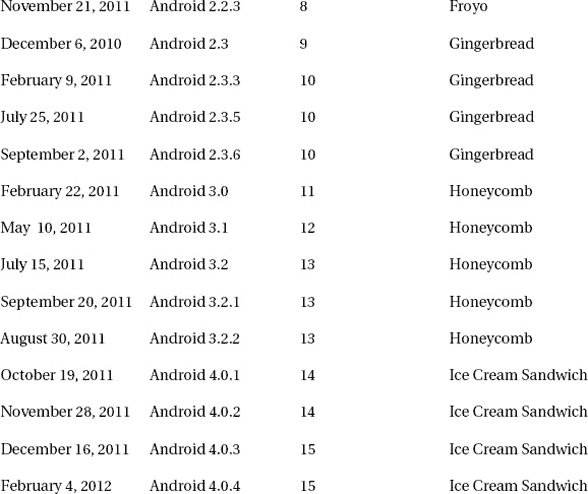 November 21, 2011 Android 2.2.3 8 Froyo
December 6, 2010 Android 2.3 9 Gingerbread
February 9, 2011 Android 2.3.3 10 Gingerbread
July 25, 2011 Android 2.3.5 10 Gingerbread
September 2, 2011 Android 2.3.6 10 Gingerbread
February 22, 2011 Android 3.0 11 Honeycomb
May 10, 2011 Android 3.1 12 Honeycomb
July 15, 2011 Android 3.2 13 Honeycomb
September 20, 2011 Android 3.2.1 13 Honeycomb
August 30, 2011 Android 3.2.2 13 Honeycomb
October 19, 2011 Android 4.0.1 14 Ice Cream Sandwich
November 28, 2011 Android 4.0.2 14 Ice Cream Sandwich
December 16, 2011 Android 4.0.3 15 Ice Cream Sandwich
February 4, 2012 Android 4.0.4 15 Ice Cream Sandwich